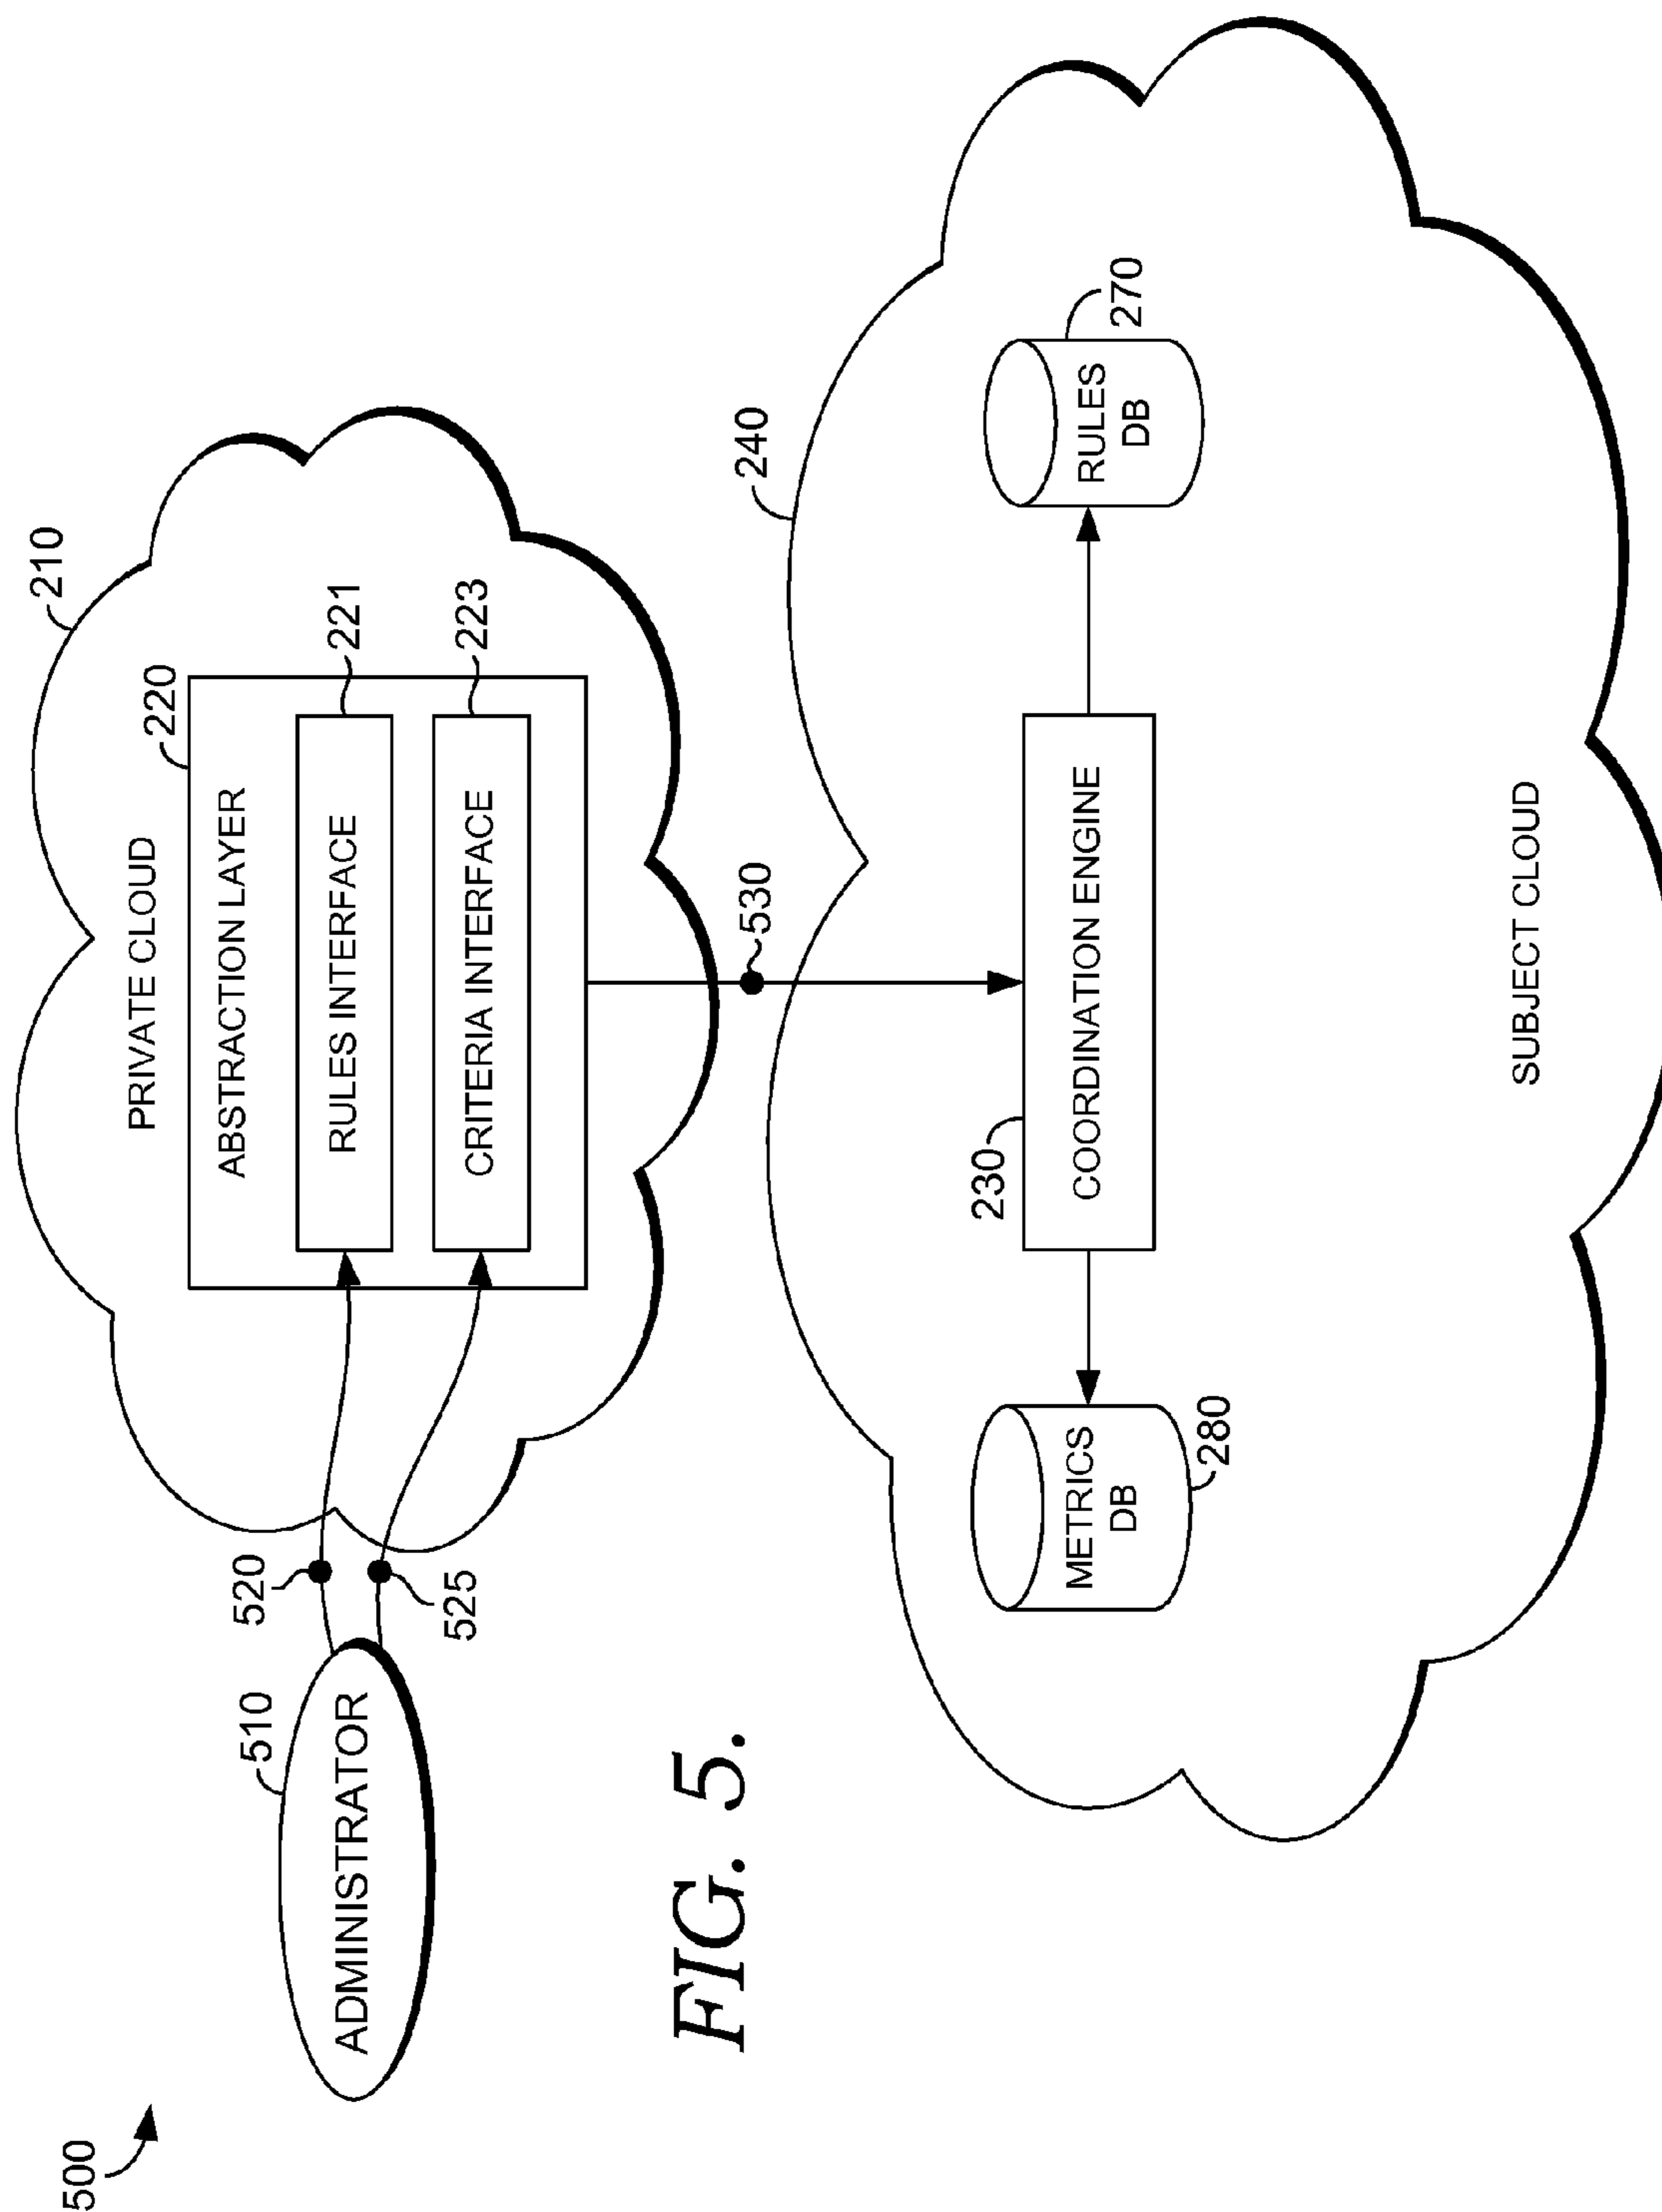 500
210
PRIVATE CLOUD
220
ABSTRACTION LAYER
520
RULES INTERFACE
221
510
ADMINISTRATOR
525
CRITERIA INTERFACE
223
530
240
230
COORDINATION ENGINE
METRICS
DB
280
RULES
DB
270
SUBJECT CLOUD
FIG. 5.